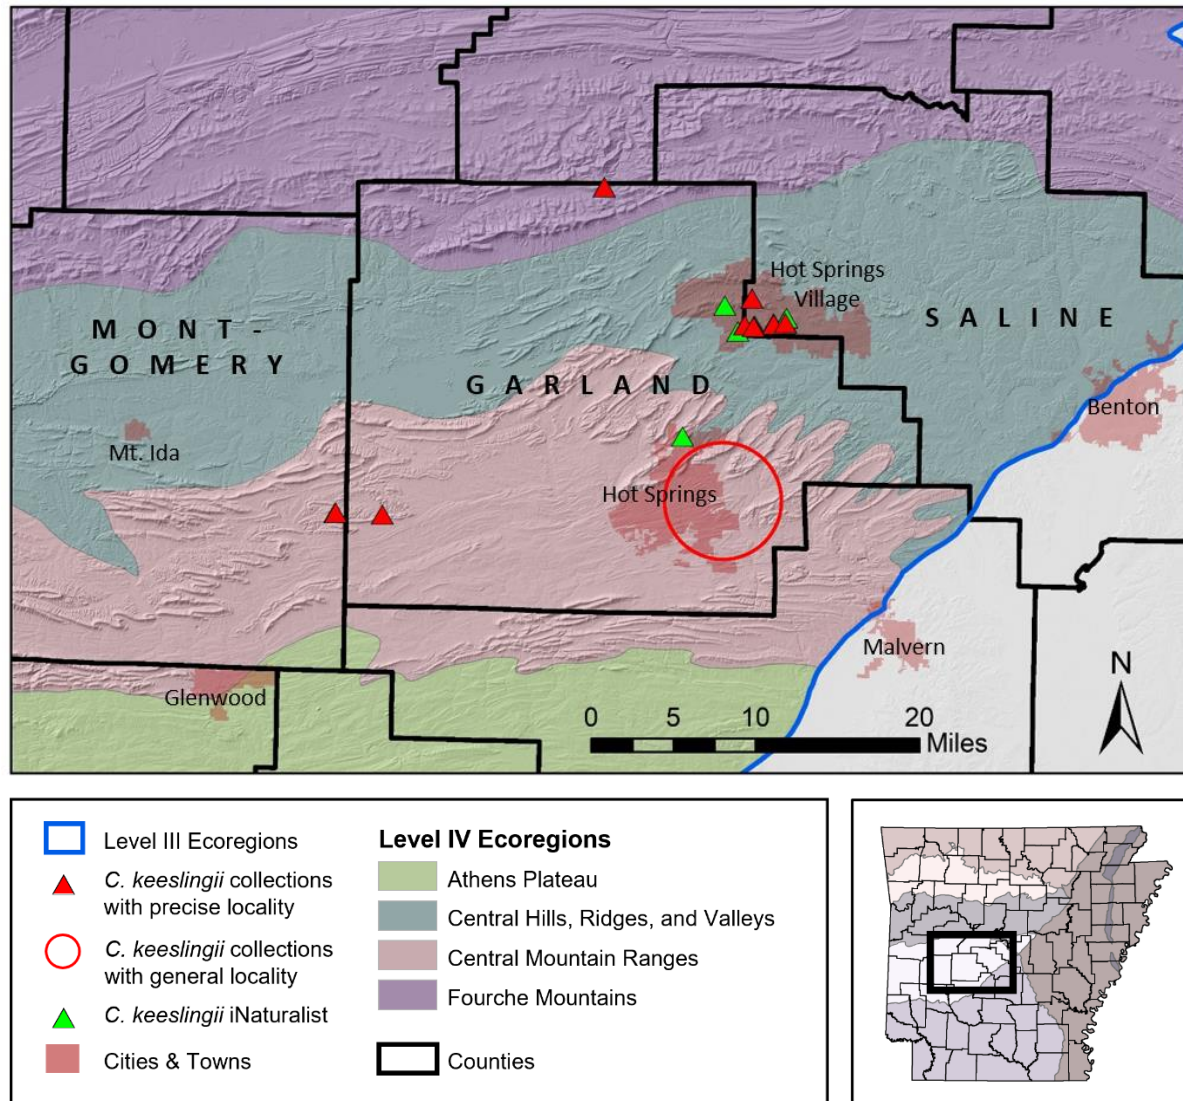 Hot Springs
Village
M O N T -
G O M E R Y
S A L I N E
G A R L A N D
Benton
Mt. Ida
Hot Springs
Malvern
Glenwood
N
0 5 10 20
Miles
Level III Ecoregions
C. keeslingii collections
with precise locality
C. keeslingii collections
with general locality
C. keeslingii iNaturalist
Cities & Towns
Level IV Ecoregions
Athens Plateau
Central Hills, Ridges, and Valleys
Central Mountain Ranges
Fourche Mountains
Counties